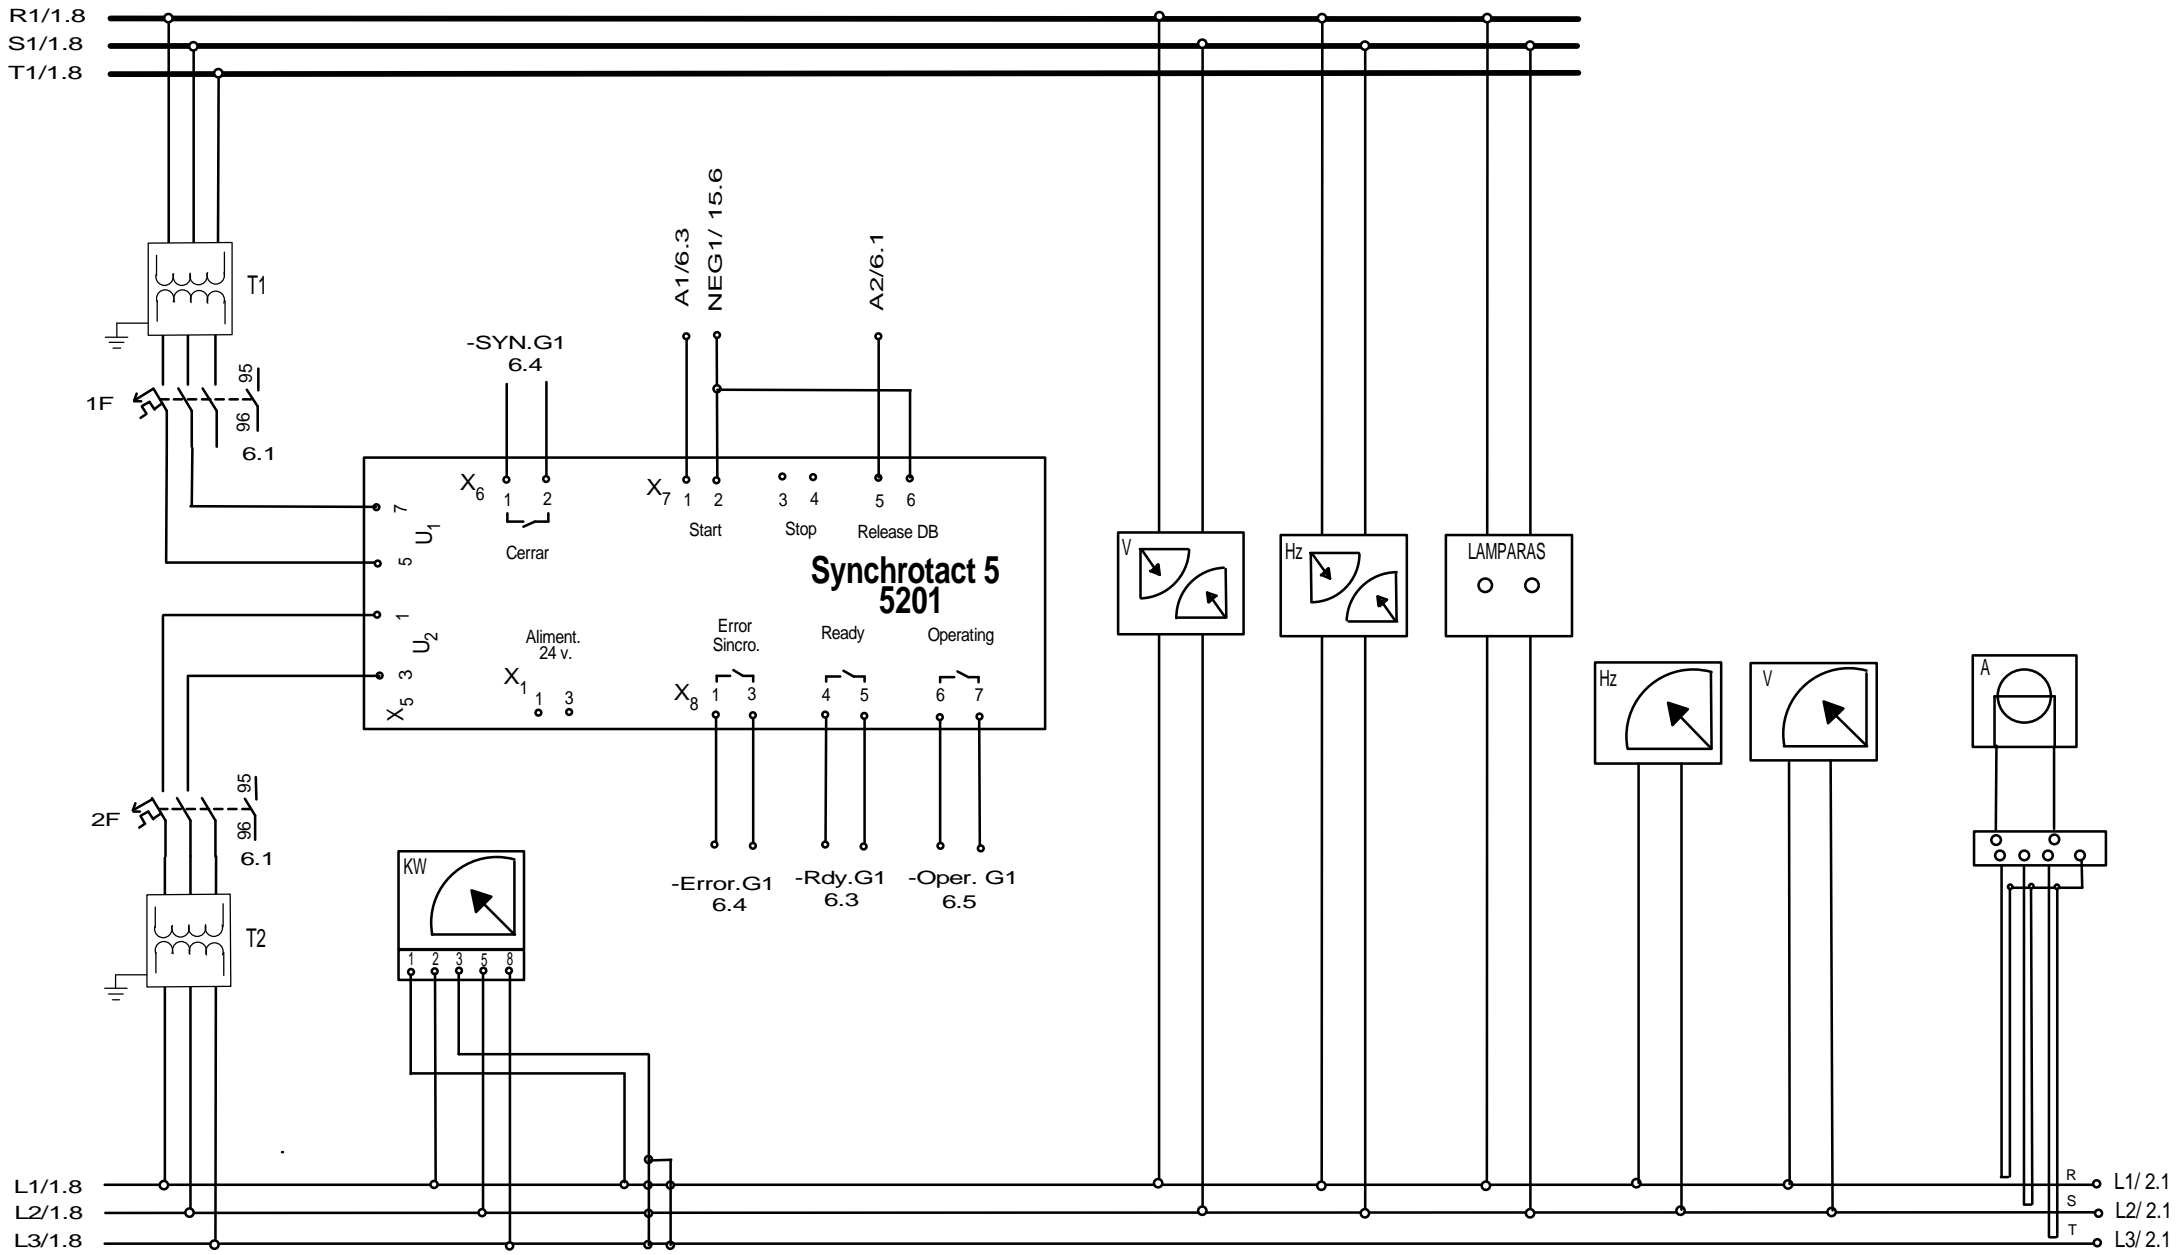 R1/1.8
S1/1.8
T1/1.8
T1
1F
95
96
6.1
-SYN.G1
6.4
A1/6.3
NEG1/ 15.6
A2/6.1
X6
1 2
Cerrar
X7
1 2
Start
3 4
Stop
5 6
Release DB
7
U1
5
1
U2
3
X5
Synchrotact 5
5201
Aliment.
24 v.
X1
1 3
Error
Sincro.
X8
1 3
Ready
4 5
Operating
6 7
-Error.G1
6.4
-Rdy.G1
6.3
-Oper. G1
6.5
V
Hz
LAMPARAS
Hz
V
A
2F
95
96
6.1
T2
KW
1 2 3 5 8
L1/1.8
L2/1.8
L3/1.8
R
L1/ 2.1
S
L2/ 2.1
T
L3/ 2.1